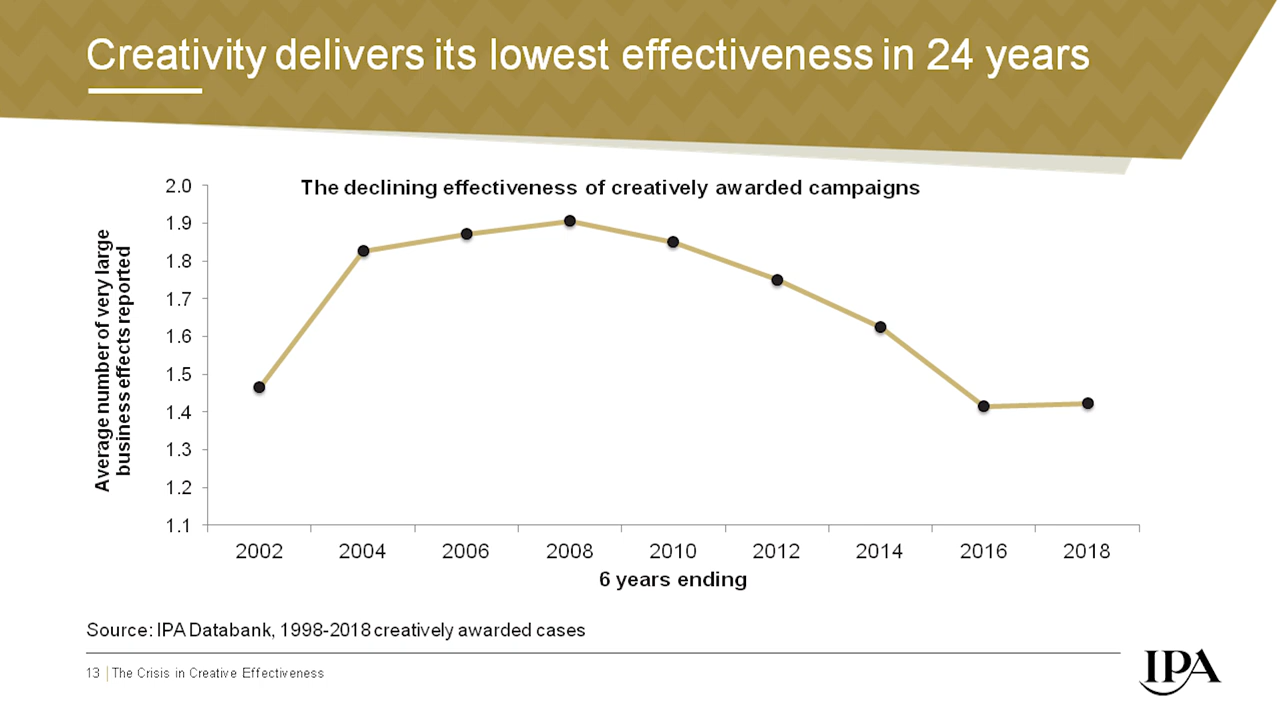 Creativity delivers its lowest effectiveness in 24 years
The declining effectiveness of creatively awarded campaigns
Average number of very large
business effects reported
2.0
1.9
1.8
1.7
1.6
1.5
1.4
1.3
1.2
1.1
2002 2004 2006 2008 2010 2012 2014 2016 2018
6 years ending
Source: IPA Databank, 1998-2018 creatively awarded cases
13 | The Crisis in Creative Effectiveness
IPA